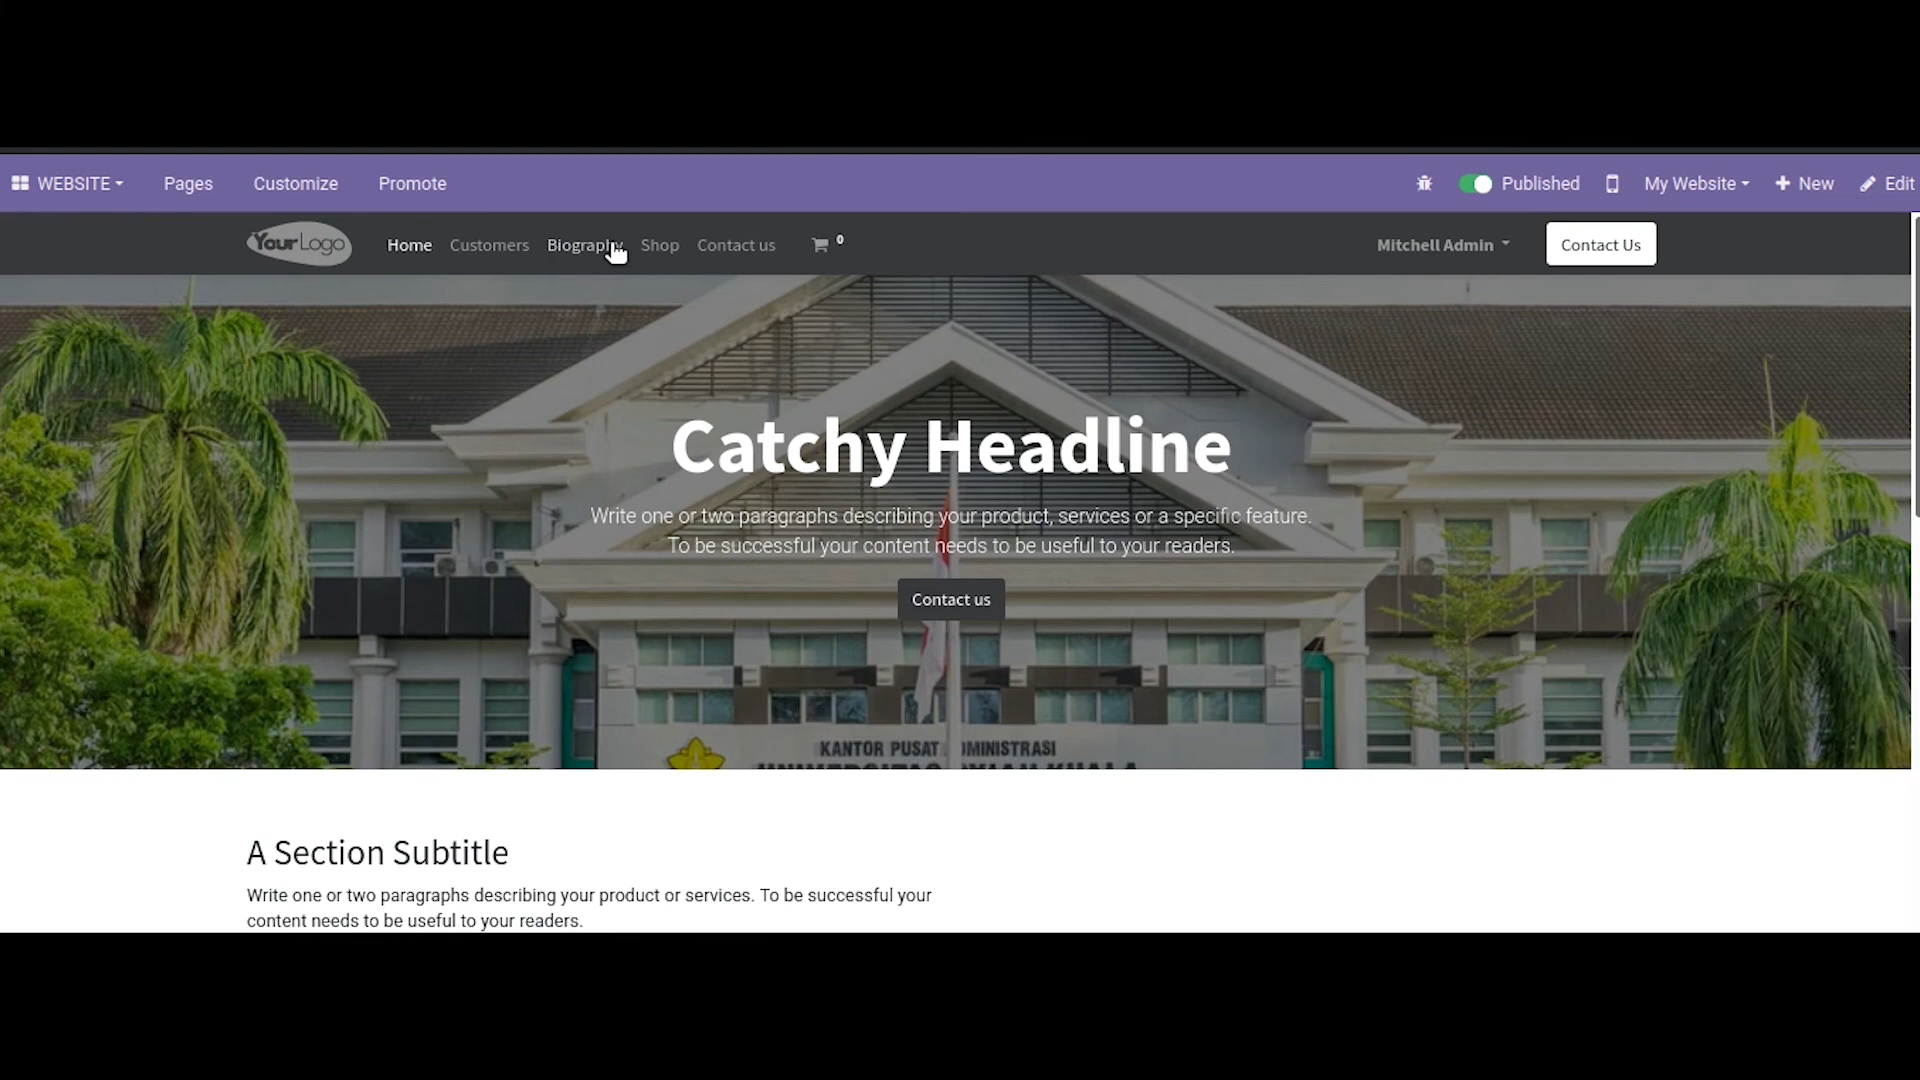 WEBSITE Pages Customize Promote Published My Website New Edit
YourLogo Home Customers Biography Shop Contact us 0 Mitchell Admin Contact Us
Catchy Headline
Write one or two paragraphs describing your product, services or a specific feature.
To be successful your content needs to be useful to your readers.
Contact us
KANTOR PUSAT
A Section Subtitle
Write one or two paragraphs describing your product or services. To be successful your
content needs to be useful to your readers.